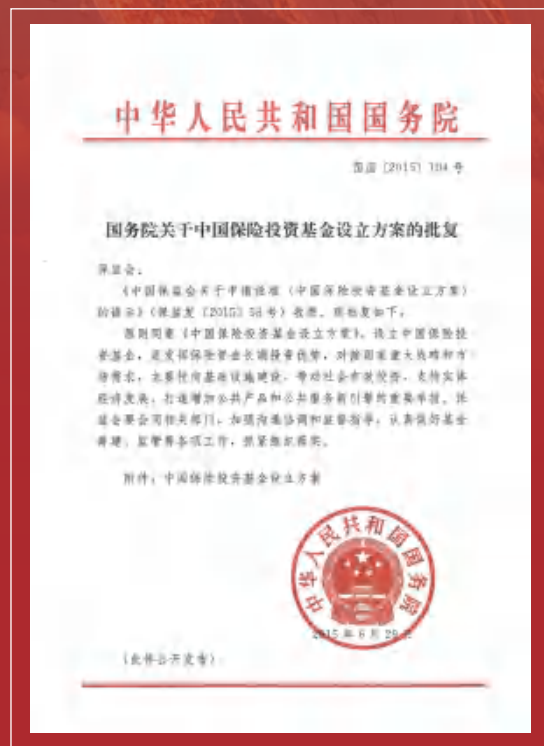 中华人民共和国国务院
国函〔2015〕104号
国务院关于中国保险投资基金设立方案的批复
保监会：
《中国保监会关于申请批准〈中国保险投资基金设立方案〉
的请示》（保监发〔2015〕58号）收悉。现批复如下：
原则同意《中国保险投资基金设立方案》。设立中国保险投
资基金，是发挥保险资金长期投资优势，对接国家重大战略和市
场需求，主要投向基础设施建设，带动社会有效投资，支持实体
经济发展，打造增加公共产品和公共服务新引擎的重要举措。保
监会要会同相关部门，加强沟通协调和监督指导，认真做好基金
筹建、监管等各项工作，抓紧组织落实。
附件：中国保险投资基金设立方案
中华人民共和国国务院
2015年6月29日
（此件公开发布）